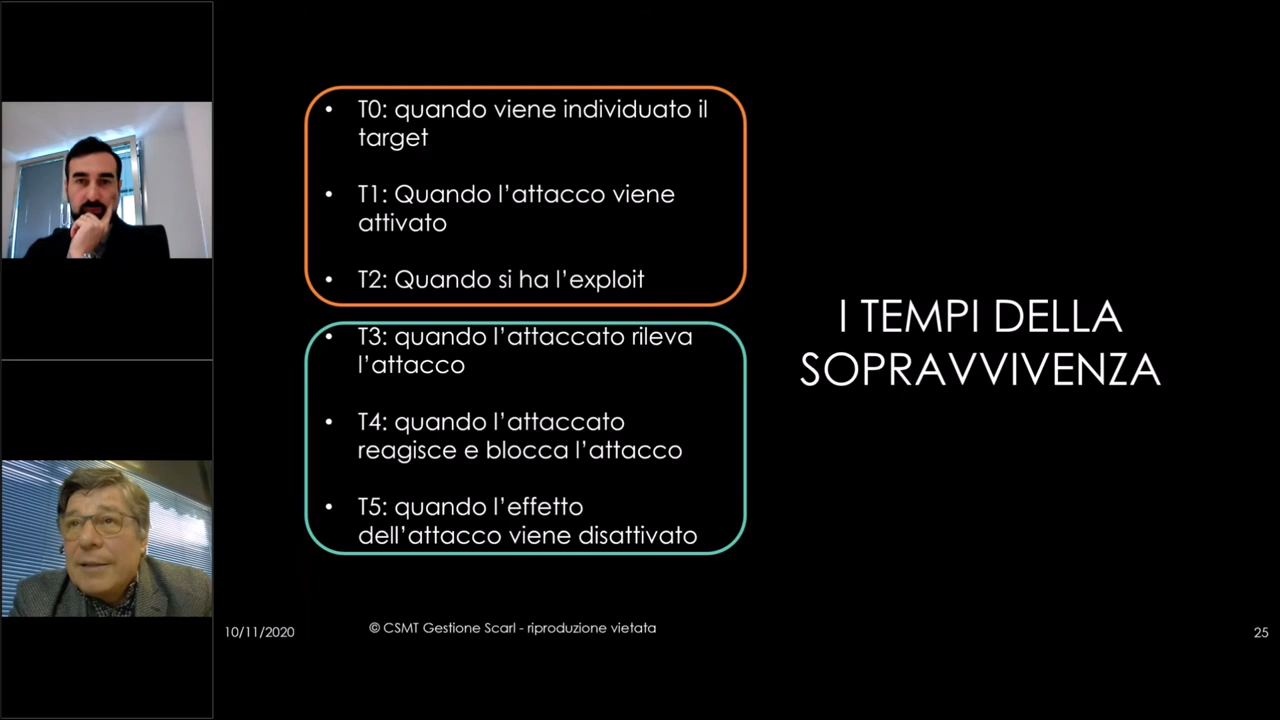 • T0: quando viene individuato il
target
• T1: Quando l’attacco viene
attivato
• T2: Quando si ha l’exploit
• T3: quando l’attaccato rileva
l’attacco
• T4: quando l’attaccato
reagisce e blocca l’attacco
• T5: quando l’effetto
dell’attacco viene disattivato
I TEMPI DELLA
SOPRAVVIVENZA
10/11/2020
© CSMT Gestione Scarl - riproduzione vietata
25